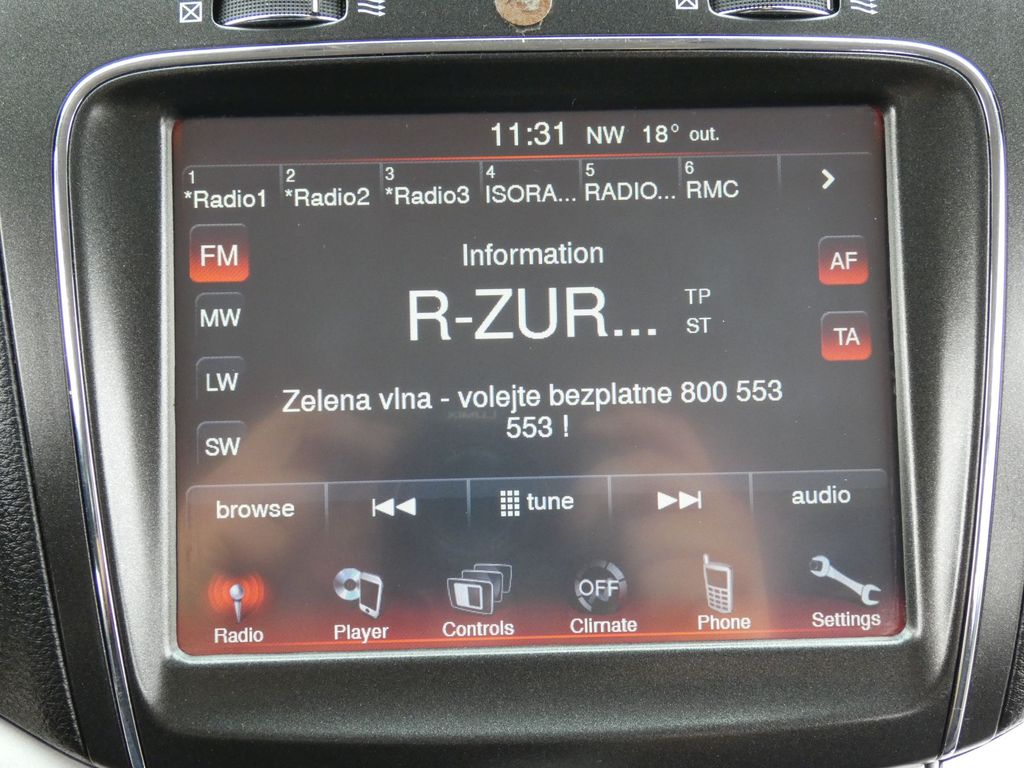 11:31 NW 18° out.
1 2 3 4 5 6
*Radio1 *Radio2 *Radio3 ISORA... RADIO... RMC
FM Information AF
R-ZUR... TP
ST
MW TA
LW
Zelena vlna - volejte bezplatne 800 553
553 !
SW
browse tune audio
OFF
Radio Player Controls Climate Phone Settings